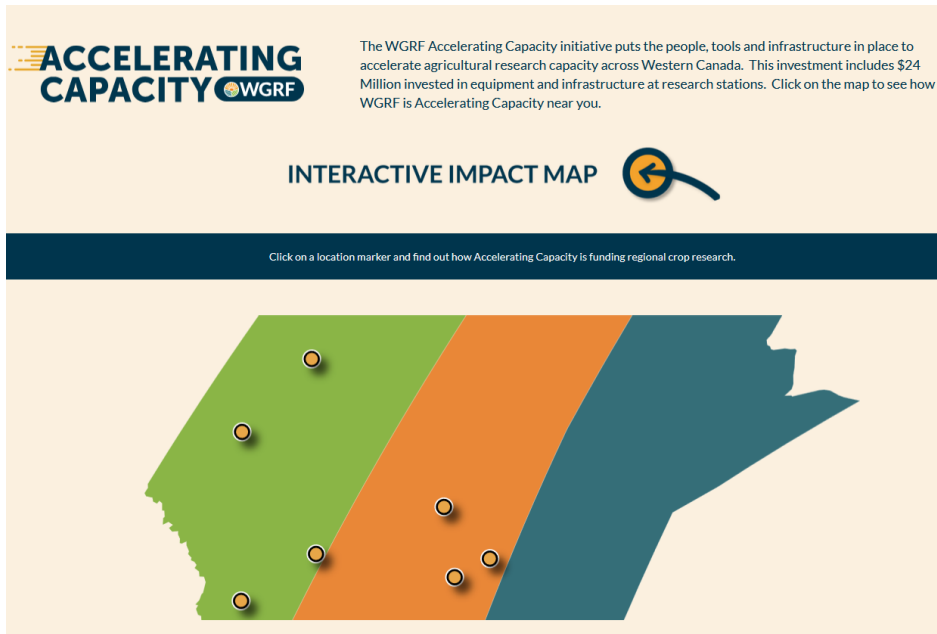 ACCELERATING
CAPACITY WGRF
The WGRF Accelerating Capacity initiative puts the people, tools and infrastructure in place to
accelerate agricultural research capacity across Western Canada. This investment includes $24
Million invested in equipment and infrastructure at research stations. Click on the map to see how
WGRF is Accelerating Capacity near you.
INTERACTIVE IMPACT MAP
Click on a location marker and find out how Accelerating Capacity is funding regional crop research.